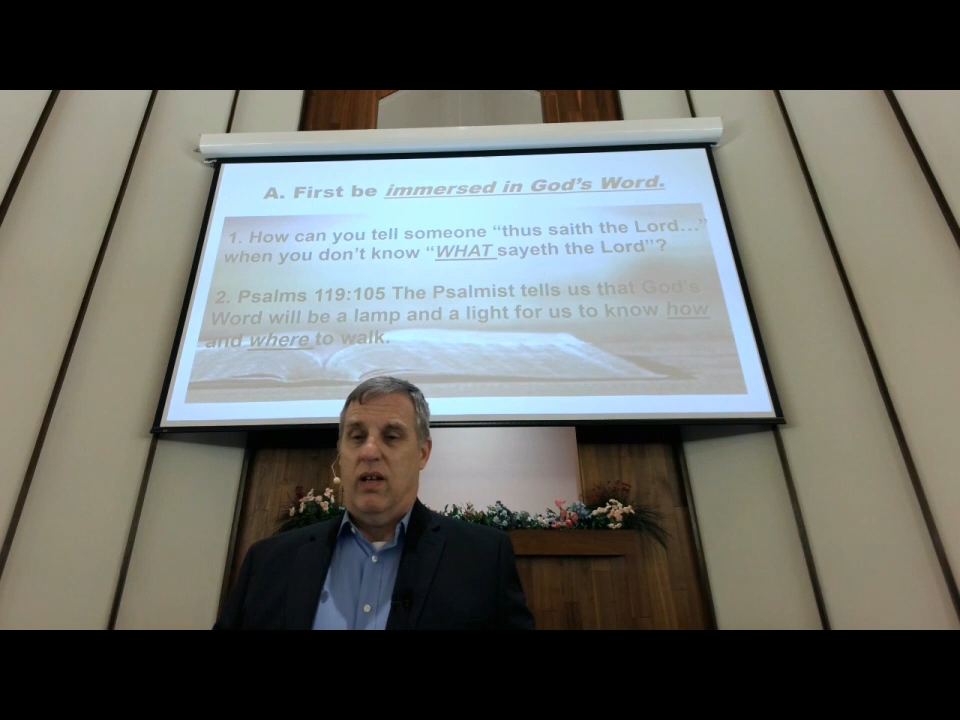 A. First be immersed in God's Word.
1. How can you tell someone “thus saith the Lord…”
when you don't know “WHAT sayeth the Lord”?
2. Psalms 119:105 The Psalmist tells us that God's
Word will be a lamp and a light for us to know how
and where to walk.